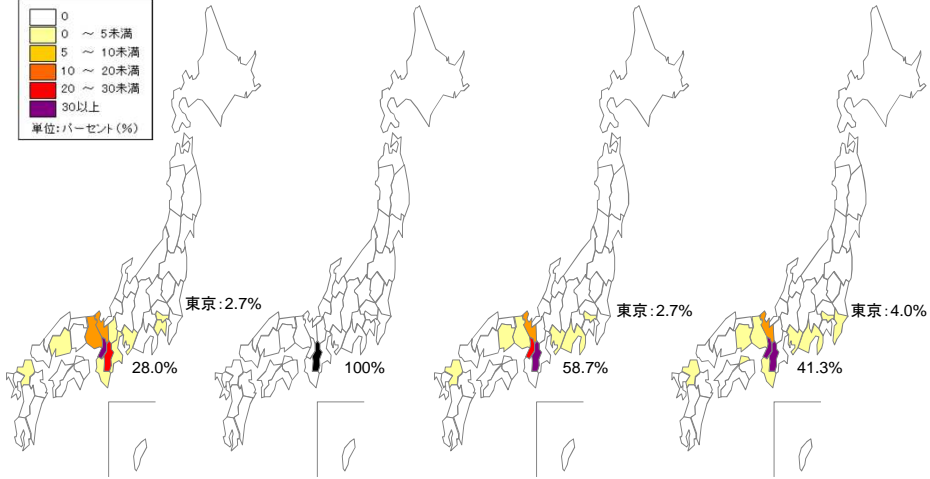 0
0 ～ 5未満
5 ～ 10未満
10 ～ 20未満
20 ～ 30未満
30以上
単位:パーセント(%)
東京:2.7%
28.0%
100%
東京:2.7%
58.7%
東京:4.0%
41.3%